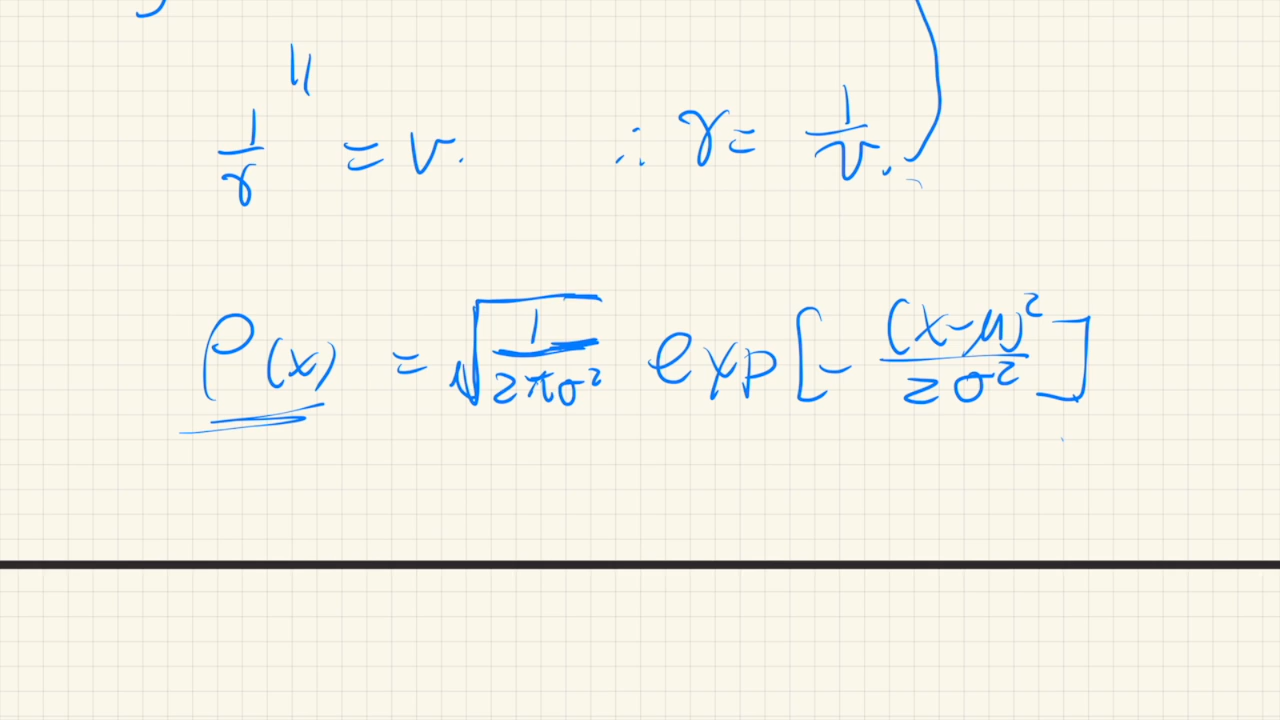 ||
1/γ = v. ∴ γ = 1/v.
ρ(x) = √(1/(2πσ²)) exp[-(x-μ)²/(2σ²)]